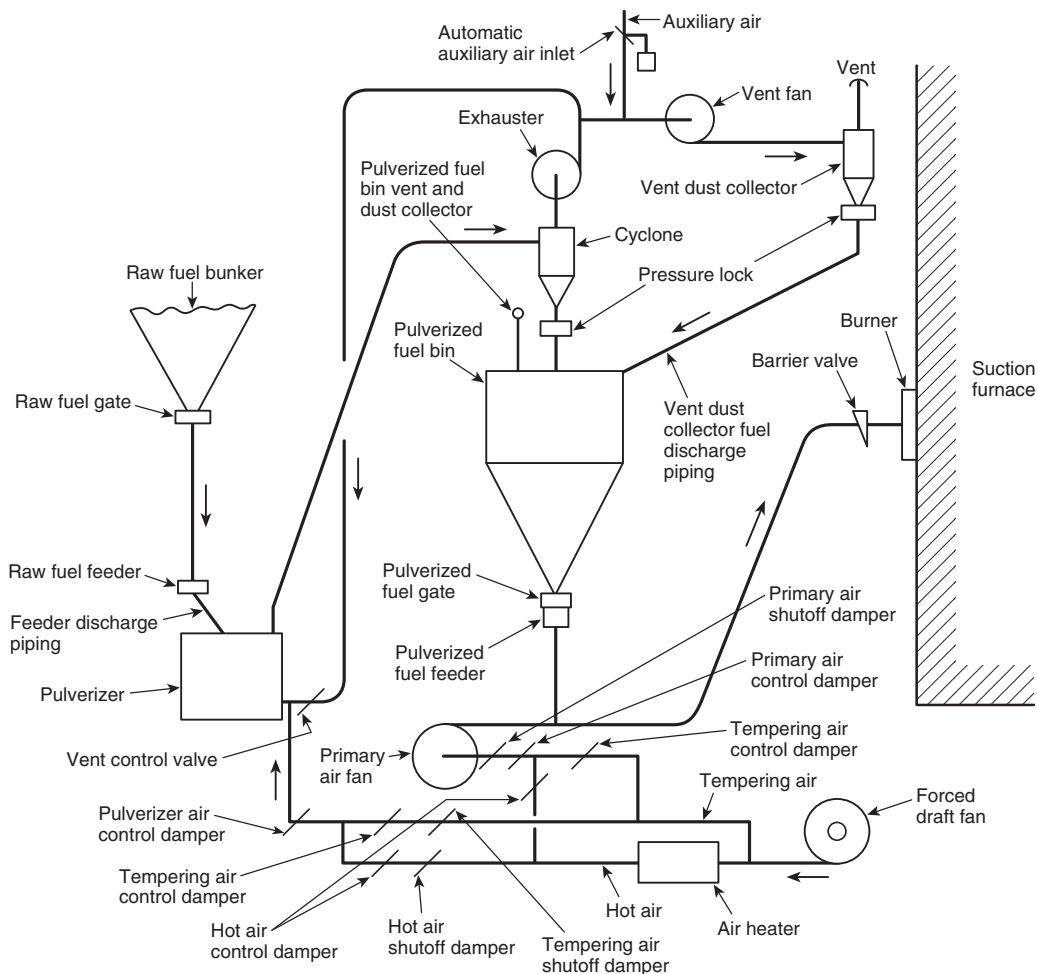 Auxiliary air
Automatic
auxiliary air inlet
Vent
Vent fan
Exhauster
Pulverized fuel
bin vent and
dust collector
Vent dust collector
Cyclone
Pressure lock
Raw fuel bunker
Pulverized
fuel bin
Burner
Barrier valve
Suction
furnace
Raw fuel gate
Vent dust
collector fuel
discharge
piping
Raw fuel feeder
Pulverized
fuel gate
Primary air
shutoff damper
Feeder discharge
piping
Pulverized
fuel feeder
Primary air
control damper
Pulverizer
Tempering air
control damper
Vent control valve
Primary
air fan
Tempering air
Forced
draft fan
Pulverizer air
control damper
Tempering air
control damper
Hot air
control damper
Hot air
shutoff damper
Tempering air
shutoff damper
Hot air
Air heater